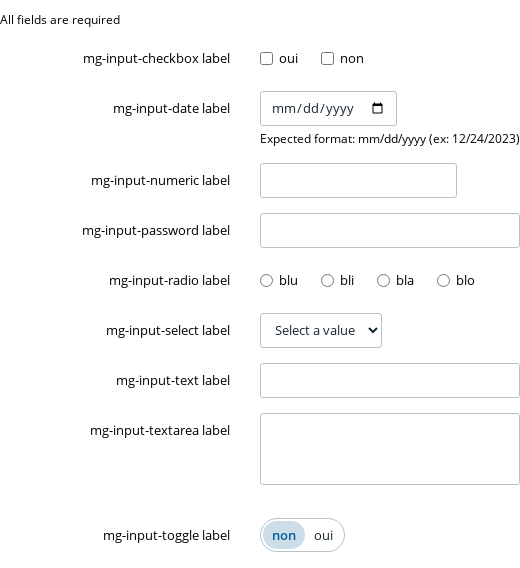 All fields are required
mg-input-checkbox label oui non
mg-input-date label mm/dd/yyyy
Expected format: mm/dd/yyyy (ex: 12/24/2023)
mg-input-numeric label
mg-input-password label
mg-input-radio label blu bli bla blo
mg-input-select label Select a value
mg-input-text label
mg-input-textarea label
mg-input-toggle label non oui